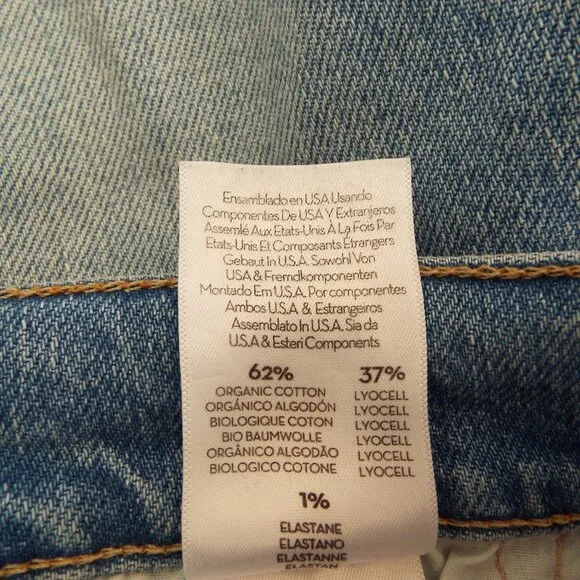 Ensamblado en USA Usando
Componentes De USA Y Extranjeros
Assemlé Aux Etats-Unis À La Fois Par
Etats-Unis Et Composants Etrangers
Gebaut In U.S.A. Sowohl Von
USA & Fremdkomponenten
Montado Em U.S.A. Por componentes
Ambos U.S.A & Estrangeiros
Assemblato In U.S.A. Sia da
U.S.A & Esteri Components
62% 37%
ORGANIC COTTON LYOCELL
ORGÁNICO ALGODÓN LYOCELL
BIOLOGIQUE COTON LYOCELL
BIO BAUMWOLLE LYOCELL
ORGÁNICO ALGODÃO LYOCELL
BIOLOGICO COTONE LYOCELL
1%
ELASTANE
ELASTANO
ELASTHANNE
ELASTAN